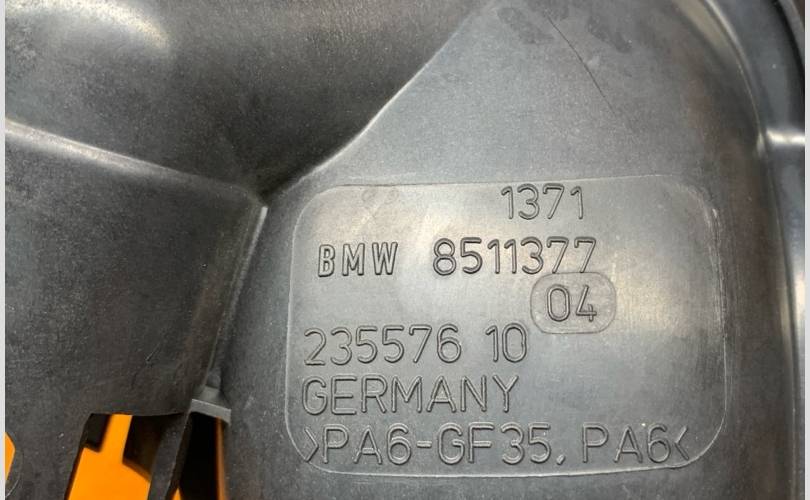 1371
BMW 8511377
04
235576 10
GERMANY
>PA6-GF35, PA6<